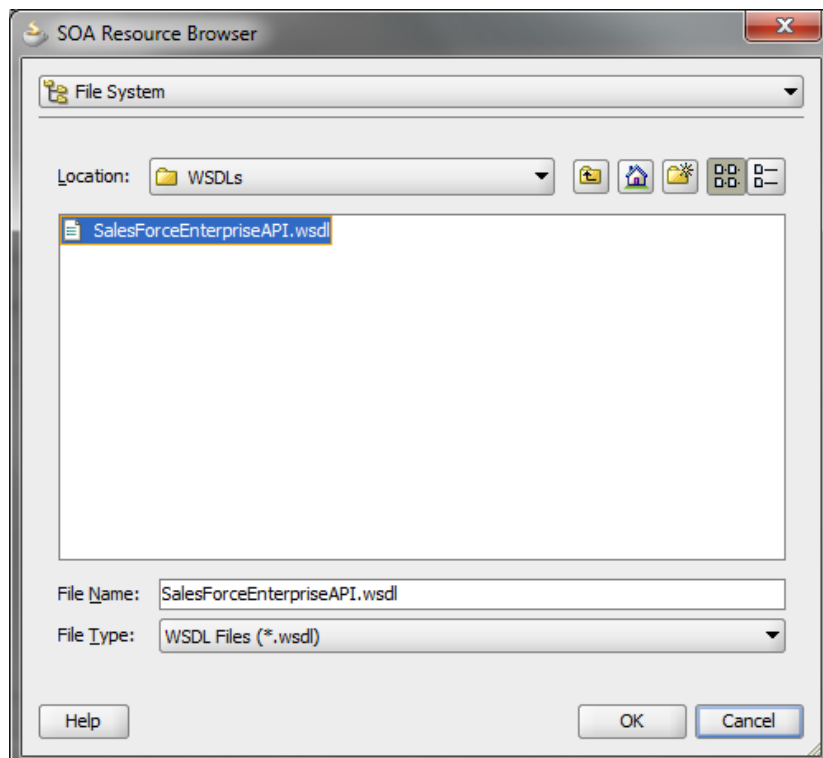 SOA Resource Browser
File System
Location: WSDLs
SalesForceEnterpriseAPI.wsdl
File Name: SalesForceEnterpriseAPI.wsdl
File Type: WSDL Files (*.wsdl)
Help OK Cancel